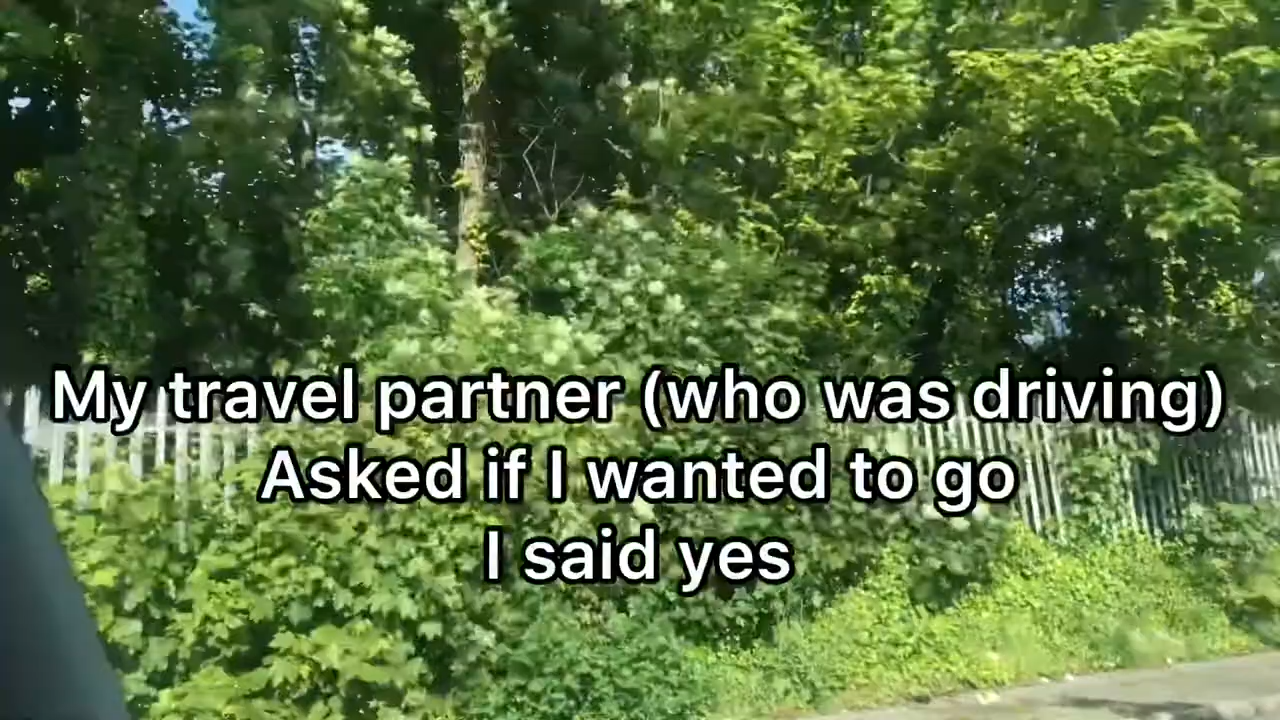 My travel partner (who was driving)
Asked if I wanted to go
I said yes